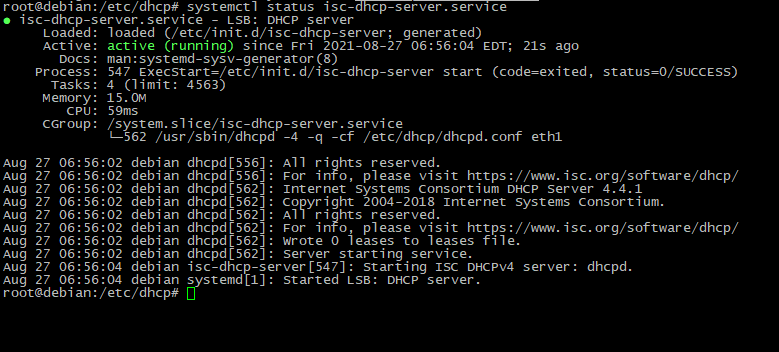 root@debian:/etc/dhcp# systemctl status isc-dhcp-server.service
● isc-dhcp-server.service - LSB: DHCP server
Loaded: loaded (/etc/init.d/isc-dhcp-server; generated)
Active: active (running) since Fri 2021-08-27 06:56:04 EDT; 21s ago
Docs: man:systemd-sysv-generator(8)
Process: 547 ExecStart=/etc/init.d/isc-dhcp-server start (code=exited, status=0/SUCCESS)
Tasks: 4 (limit: 4563)
Memory: 15.0M
CPU: 59ms
CGroup: /system.slice/isc-dhcp-server.service
└─562 /usr/sbin/dhcpd -4 -q -cf /etc/dhcp/dhcpd.conf eth1
Aug 27 06:56:02 debian dhcpd[556]: All rights reserved.
Aug 27 06:56:02 debian dhcpd[556]: For info, please visit https://www.isc.org/software/dhcp/
Aug 27 06:56:02 debian dhcpd[562]: Internet Systems Consortium DHCP Server 4.4.1
Aug 27 06:56:02 debian dhcpd[562]: Copyright 2004-2018 Internet Systems Consortium.
Aug 27 06:56:02 debian dhcpd[562]: All rights reserved.
Aug 27 06:56:02 debian dhcpd[562]: For info, please visit https://www.isc.org/software/dhcp/
Aug 27 06:56:02 debian dhcpd[562]: Wrote 0 leases to leases file.
Aug 27 06:56:02 debian dhcpd[562]: Server starting service.
Aug 27 06:56:04 debian isc-dhcp-server[547]: Starting ISC DHCPv4 server: dhcpd.
Aug 27 06:56:04 debian systemd[1]: Started LSB: DHCP server.
root@debian:/etc/dhcp#